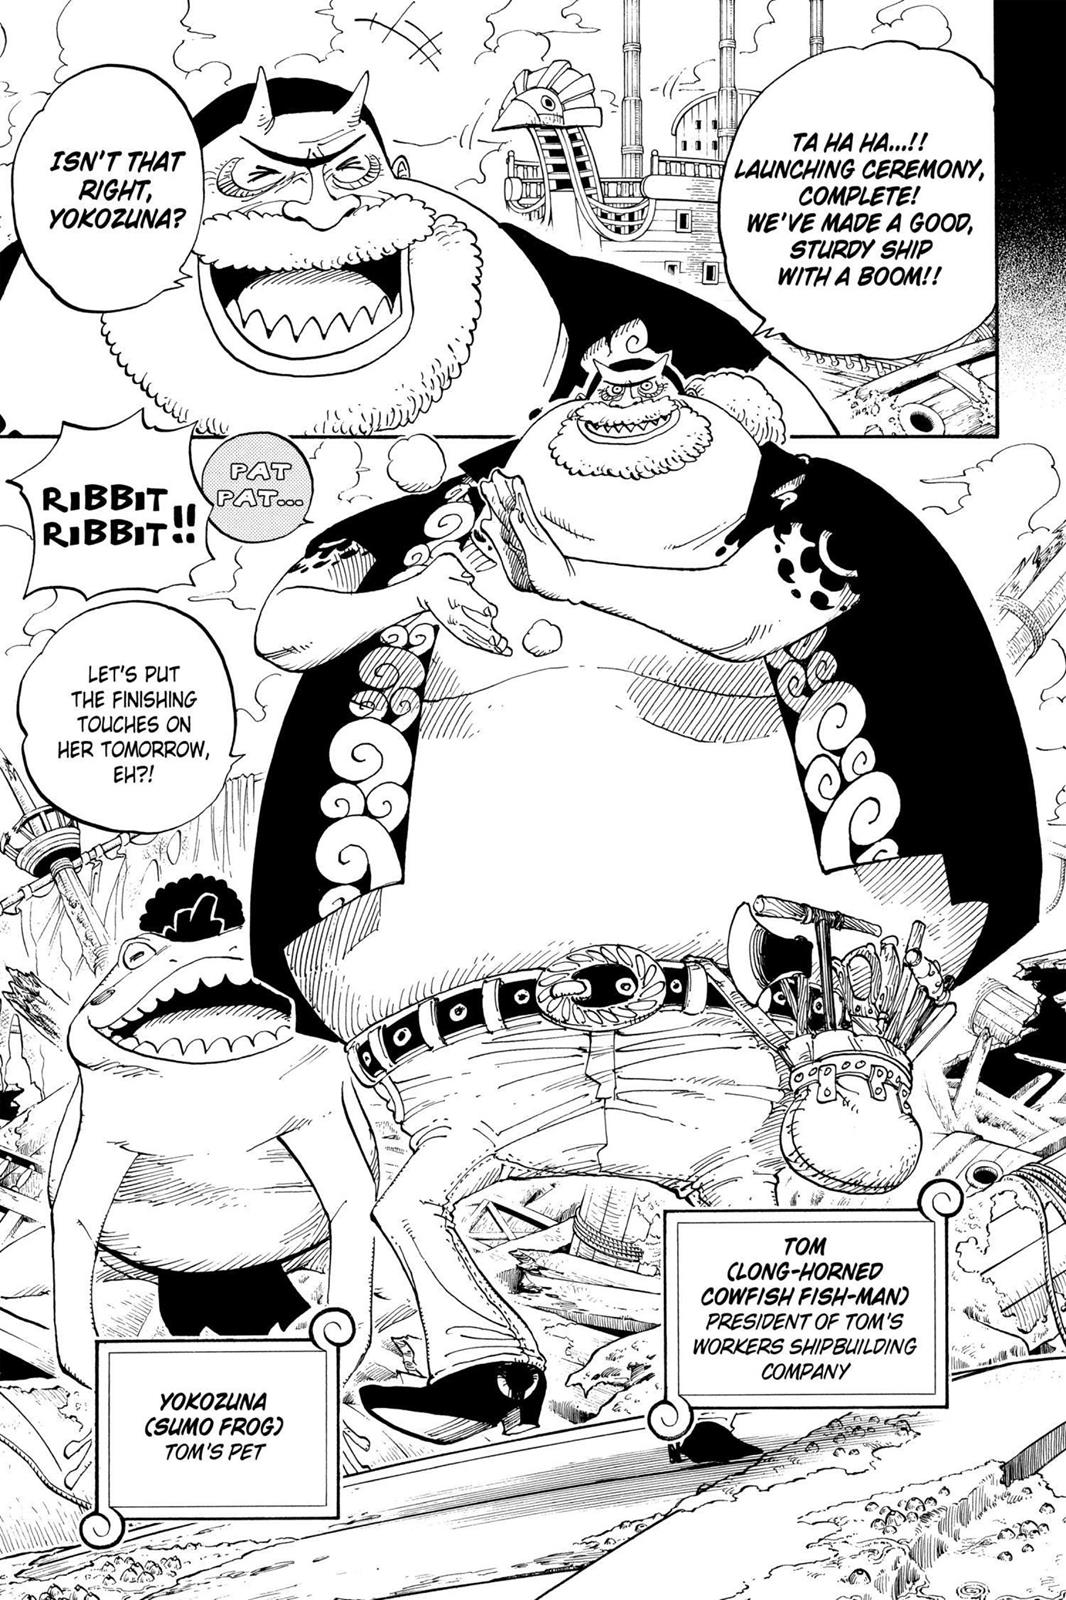 TA HA HA...!!
LAUNCHING CEREMONY,
COMPLETE!
WE'VE MADE A GOOD,
STURDY SHIP
WITH A BOOM!!
ISN'T THAT
RIGHT,
YOKOZUNA?
PAT
PAT...
RIBBIT
RIBBIT!!
LET'S PUT
THE FINISHING
TOUCHES ON
HER TOMORROW,
EH?!
TOM
(LONG-HORNED
COWFISH FISH-MAN)
PRESIDENT OF TOM'S
WORKERS SHIPBUILDING
COMPANY
YOKOZUNA
(SUMO FROG)
TOM'S PET